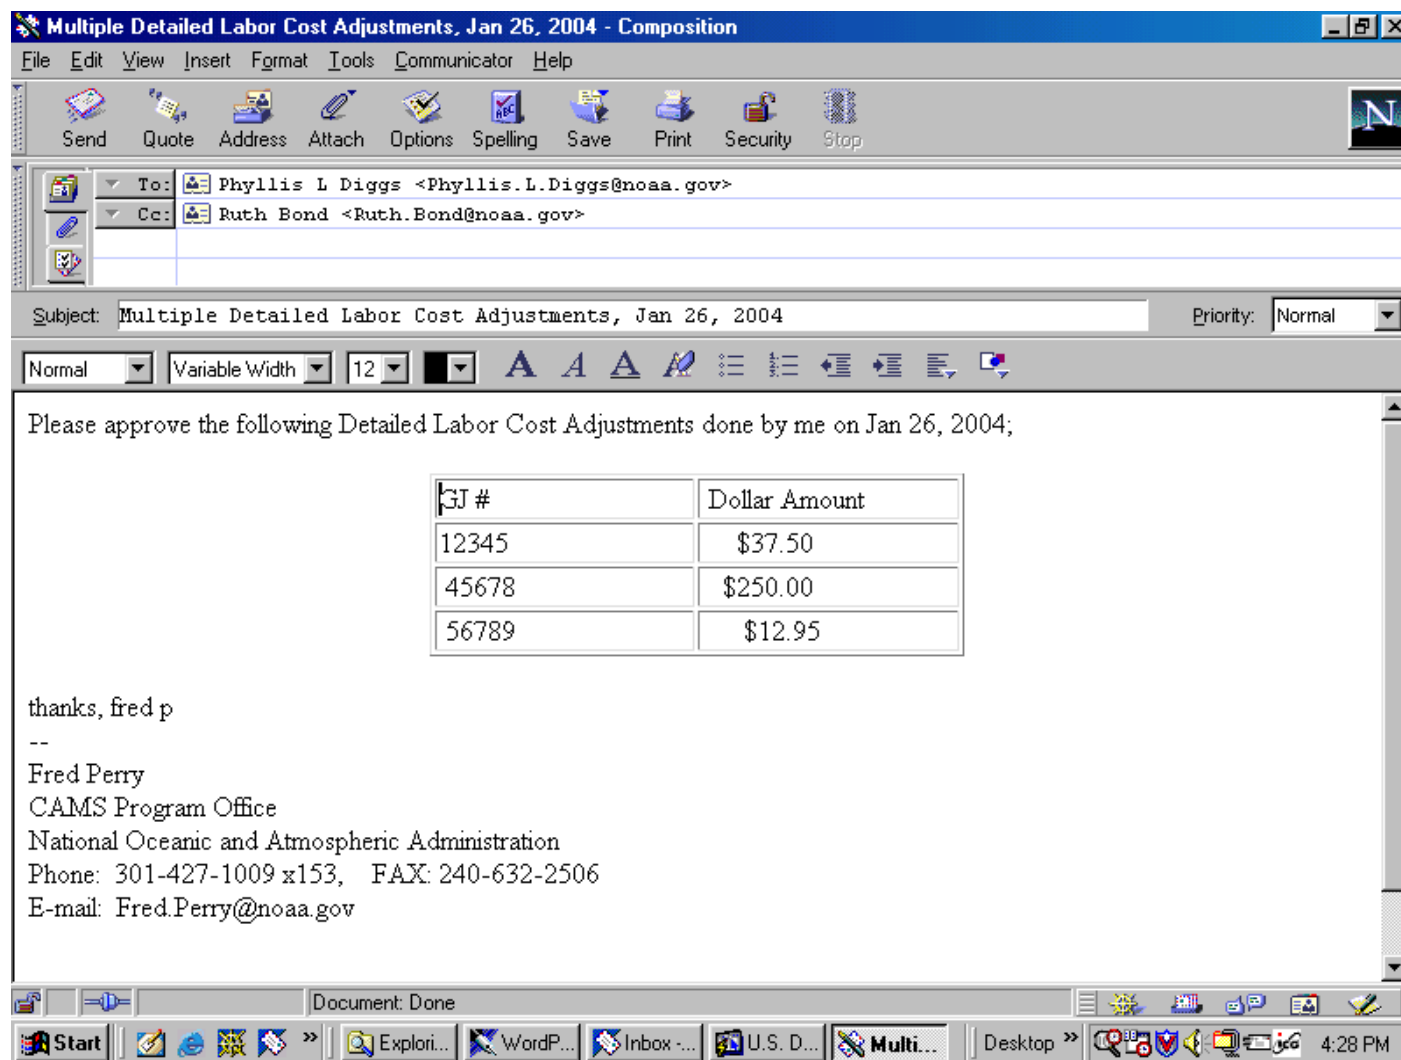 Multiple Detailed Labor Cost Adjustments, Jan 26, 2004 - Composition
File Edit View Insert Format Tools Communicator Help
Send Quote Address Attach Options Spelling Save Print Security Stop
N
To: Phyllis L Diggs <Phyllis.L.Diggs@noaa.gov>
Cc: Ruth Bond <Ruth.Bond@noaa.gov>
Subject: Multiple Detailed Labor Cost Adjustments, Jan 26, 2004 Priority: Normal
Normal Variable Width 12 A A A
Please approve the following Detailed Labor Cost Adjustments done by me on Jan 26, 2004;
GJ # Dollar Amount
12345 $37.50
45678 $250.00
56789 $12.95
thanks, fred p
--
Fred Perry
CAMS Program Office
National Oceanic and Atmospheric Administration
Phone: 301-427-1009 x153, FAX: 240-632-2506
E-mail: Fred.Perry@noaa.gov
Document: Done
Start » Explori... WordP... Inbox -... U.S. D... Multi... Desktop » 4:28 PM